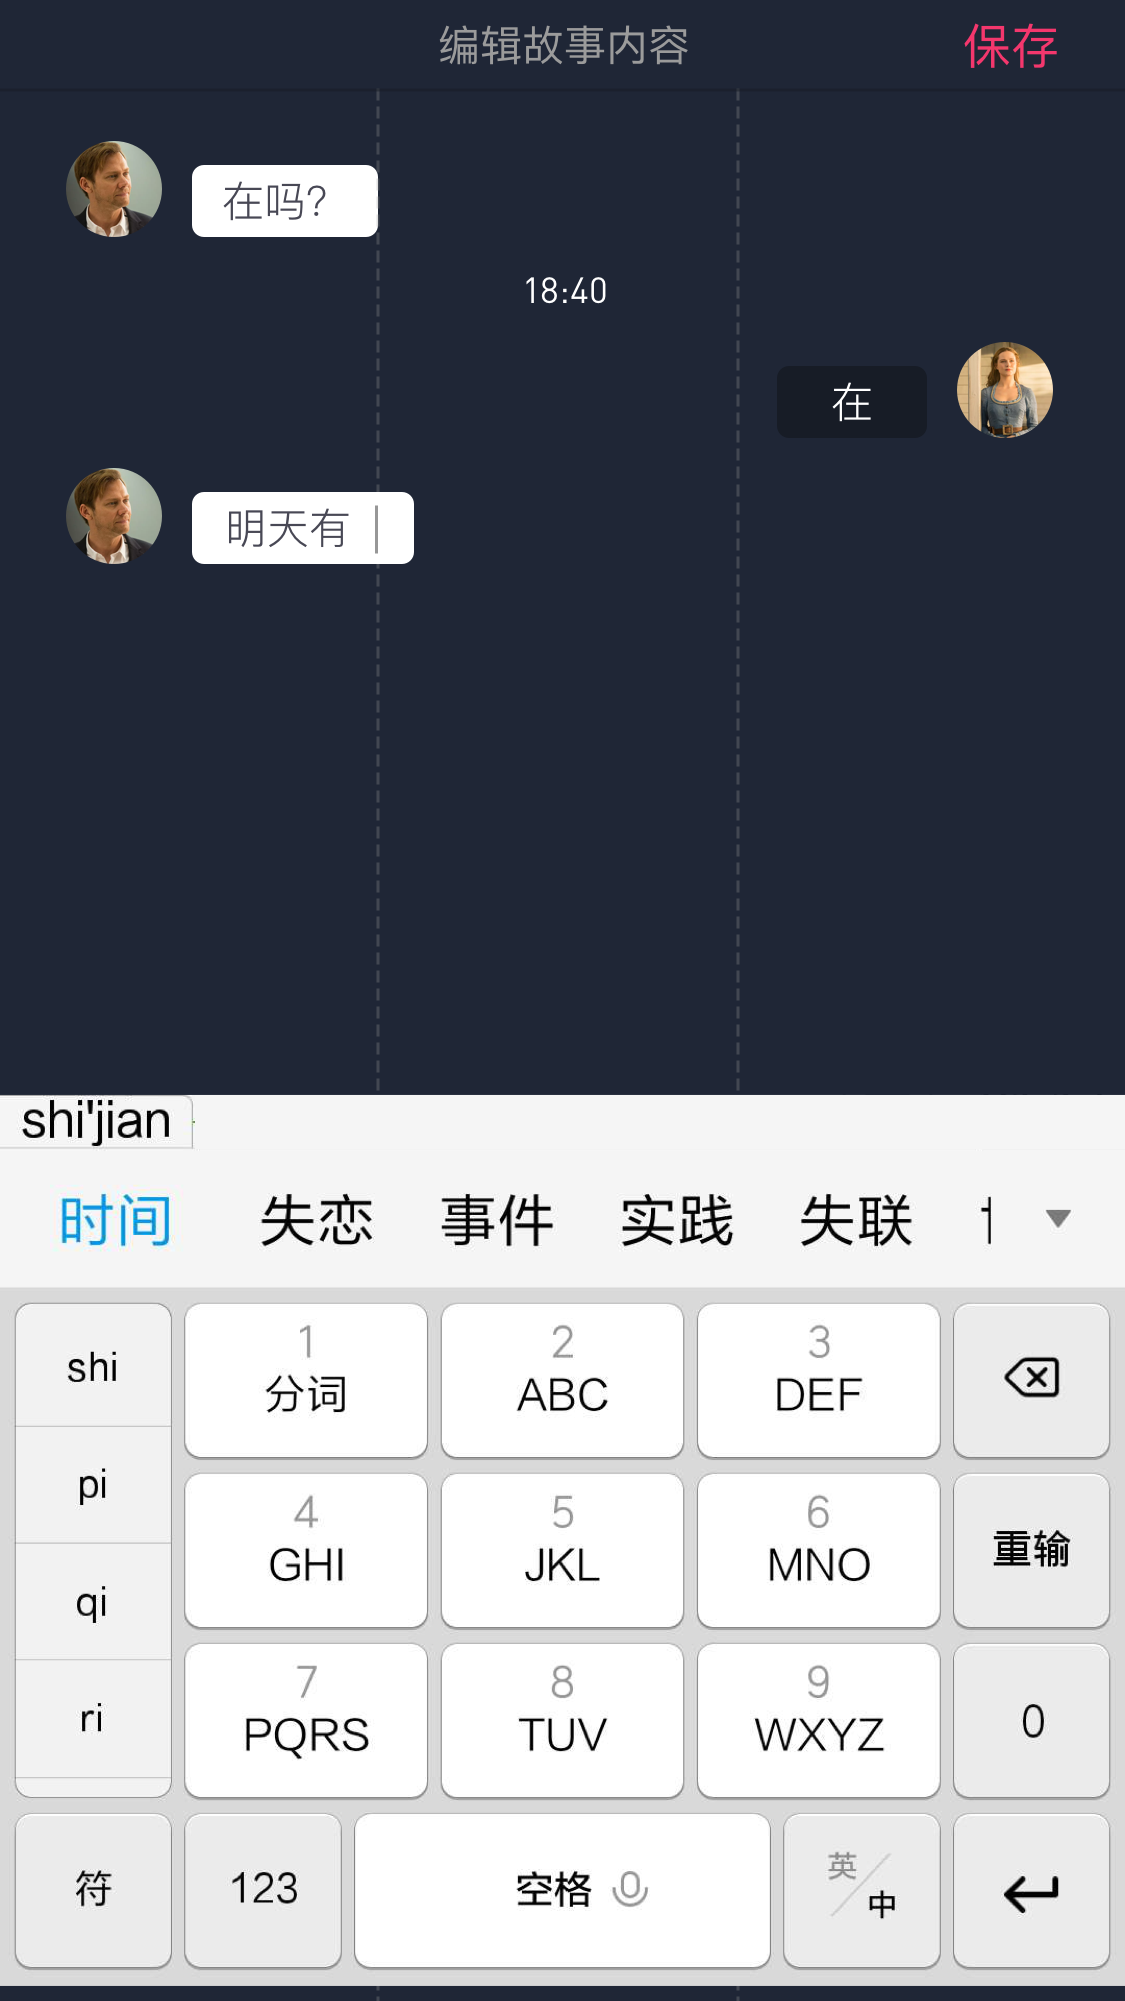 编辑故事内容 保存
在吗？
18:40
在
明天有
shi'jian
时间 失恋 事件 实践 失联
shi
pi
qi
ri
1
分词
2
ABC
3
DEF
4
GHI
5
JKL
6
MNO
重输
7
PQRS
8
TUV
9
WXYZ
0
符
123
空格
英
中